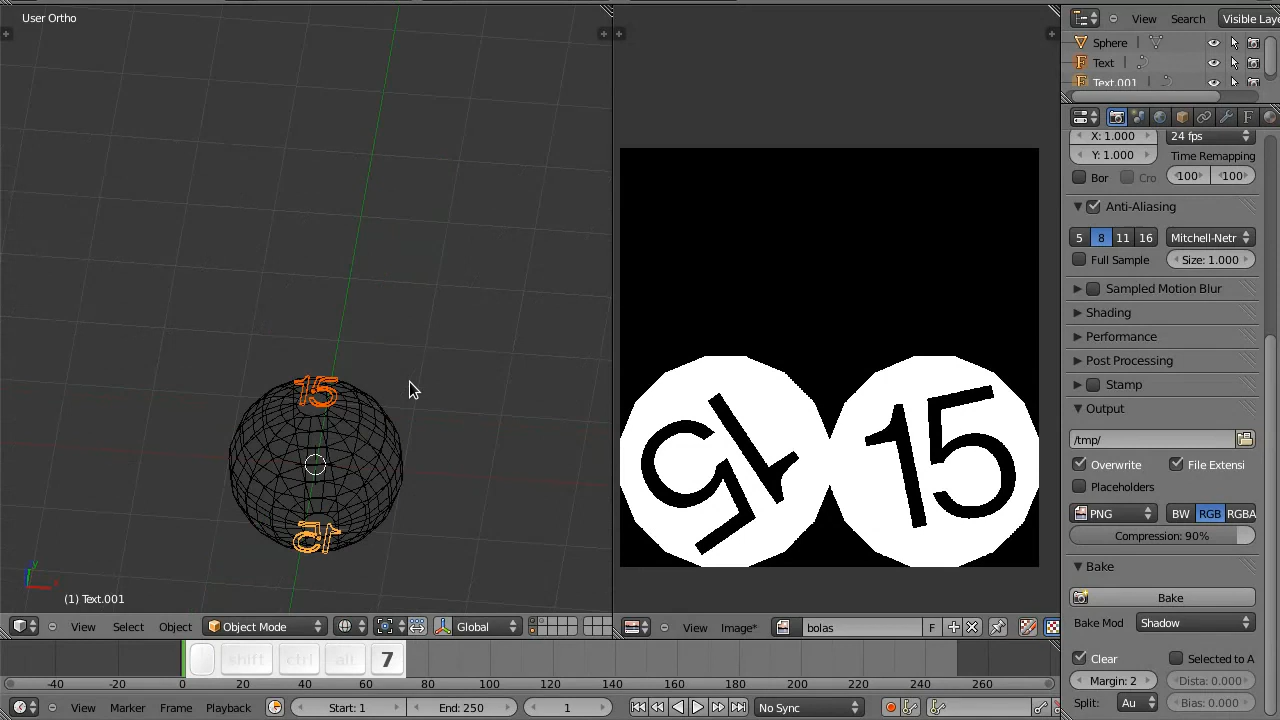 User Ortho
View Search Visible Lay
Sphere
Text
Text.001
X: 1.000 24 fps
Y: 1.000 Time Remapping
Bor Cro 100 100
Anti-Aliasing
5 8 11 16 Mitchell-Netr
Full Sample Size: 1.000
Sampled Motion Blur
Shading
Performance
Post Processing
Stamp
Output
/tmp/
Overwrite File Extensi
Placeholders
PNG BW RGB RGBA
Compression: 90%
Bake
Bake
Bake Mod Shadow
Clear Selected to A
Margin: 2 Dista: 0.000
Split: Au Bias: 0.000
15
15
15 15
(1) Text.001
View Select Object Object Mode Global
View Image* bolas F
shift ctrl alt 7
-40 -20 0 20 40 60 80 100 120 140 160 180 200 220 240 260
View Marker Frame Playback Start: 1 End: 250 1 No Sync